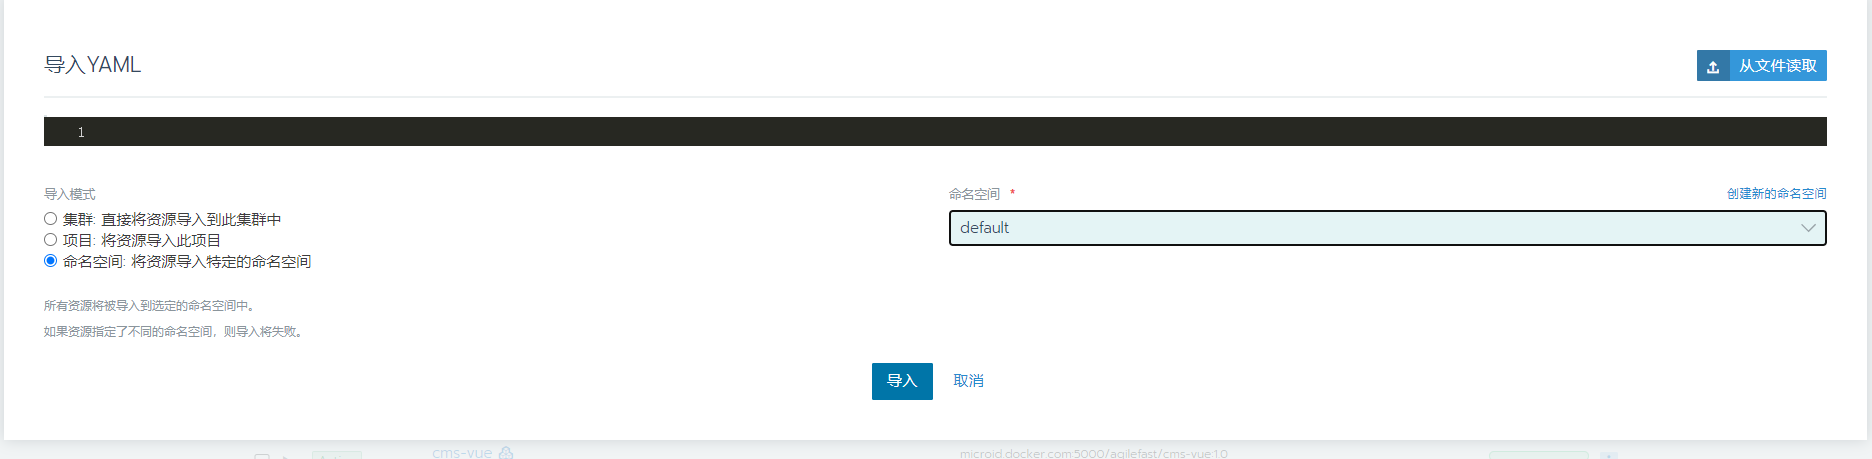 导入YAML
从文件读取
1
导入模式
命名空间 *
创建新的命名空间
集群: 直接将资源导入到此集群中
项目: 将资源导入此项目
命名空间: 将资源导入特定的命名空间
default
所有资源将被导入到选定的命名空间中。
如果资源指定了不同的命名空间，则导入将失败。
导入
取消
cms-vue
microid.docker.com:5000/agilefast/cms-vue:1.0